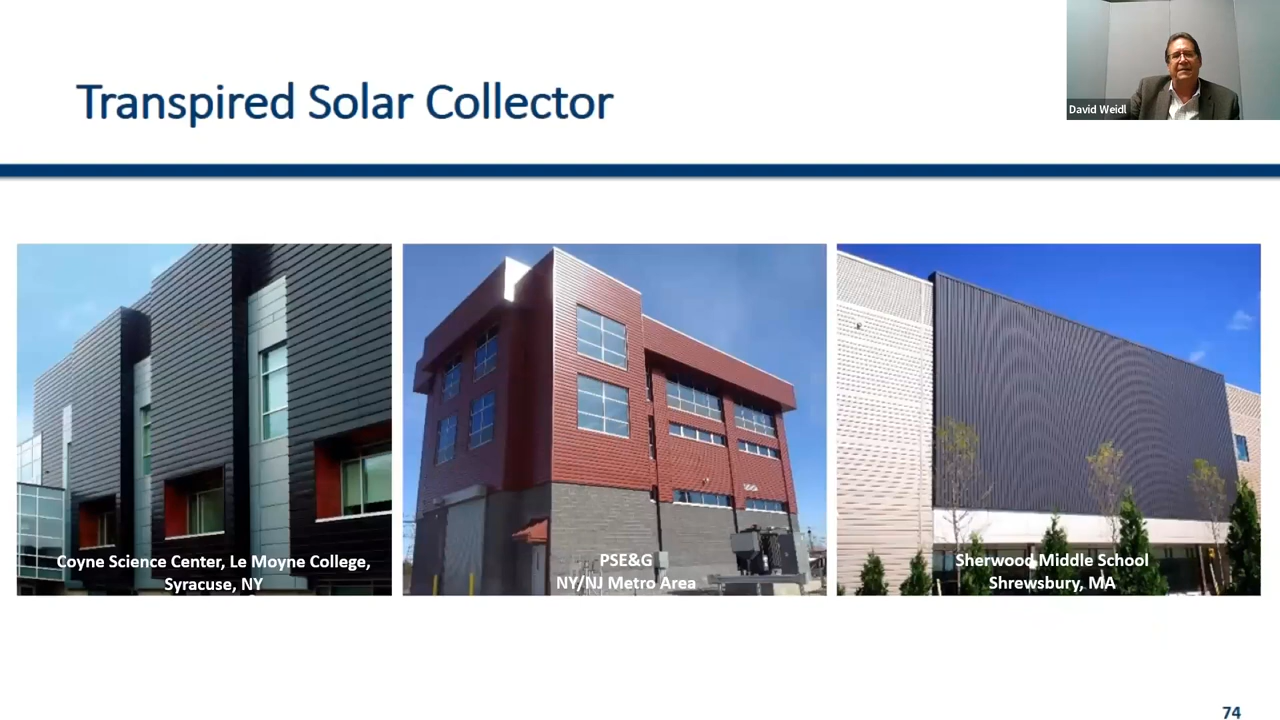 Transpired Solar Collector
David Weidl
Coyne Science Center, Le Moyne College,
Syracuse, NY
PSE&G
NY/NJ Metro Area
Sherwood Middle School
Shrewsbury, MA
74